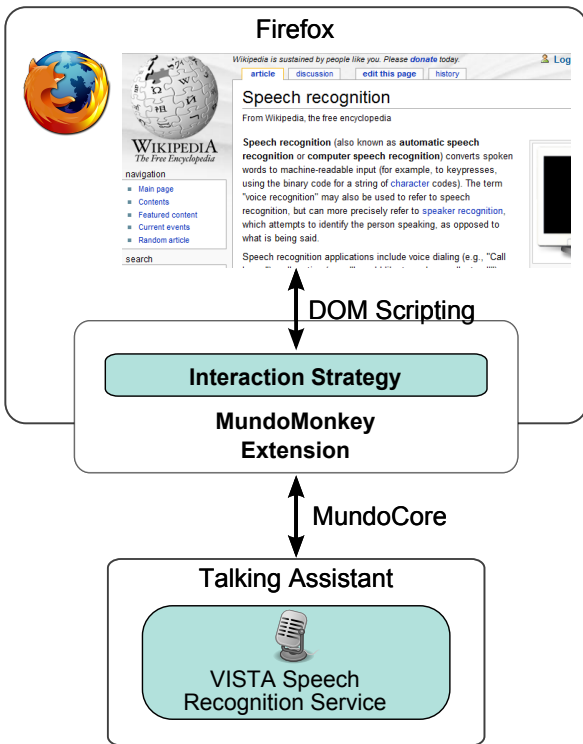 Firefox
Wikipedia is sustained by people like you. Please donate today.
Log
article discussion edit this page history
Speech recognition
From Wikipedia, the free encyclopedia
WIKIPEDIA
The Free Encyclopedia
navigation
Main page
Contents
Featured content
Current events
Random article
search
Speech recognition (also known as automatic speech
recognition or computer speech recognition) converts spoken
words to machine-readable input (for example, to keypresses,
using the binary code for a string of character codes). The term
"voice recognition" may also be used to refer to speech
recognition, but can more precisely refer to speaker recognition,
which attempts to identify the person speaking, as opposed to
what is being said.
Speech recognition applications include voice dialing (e.g., "Call
DOM Scripting
Interaction Strategy
MundoMonkey
Extension
MundoCore
Talking Assistant
VISTA Speech
Recognition Service